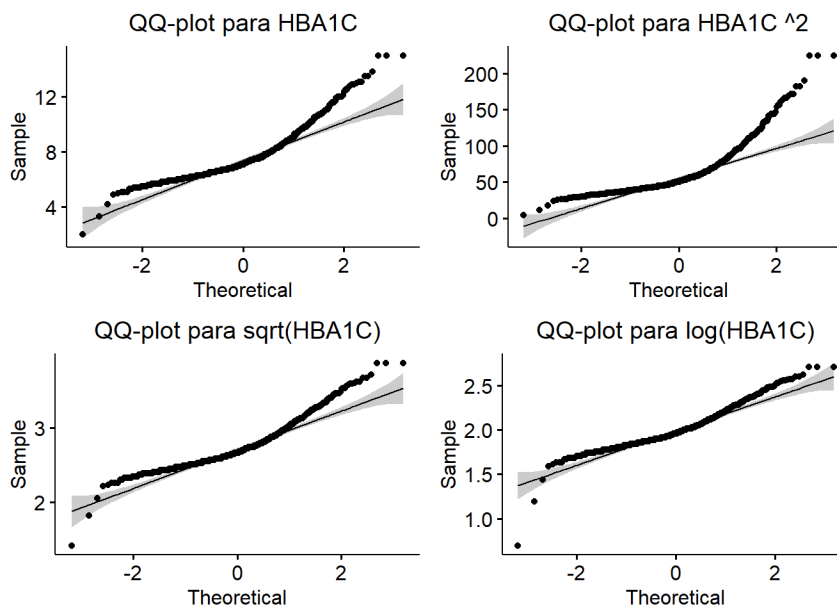 QQ-plot para HBA1C
12
8
4
Sample
-2
0
2
Theoretical
QQ-plot para HBA1C ^2
200
150
100
50
0
Sample
-2
0
2
Theoretical
QQ-plot para sqrt(HBA1C)
3
2
Sample
-2
0
2
Theoretical
QQ-plot para log(HBA1C)
2.5
2.0
1.5
1.0
Sample
-2
0
2
Theoretical